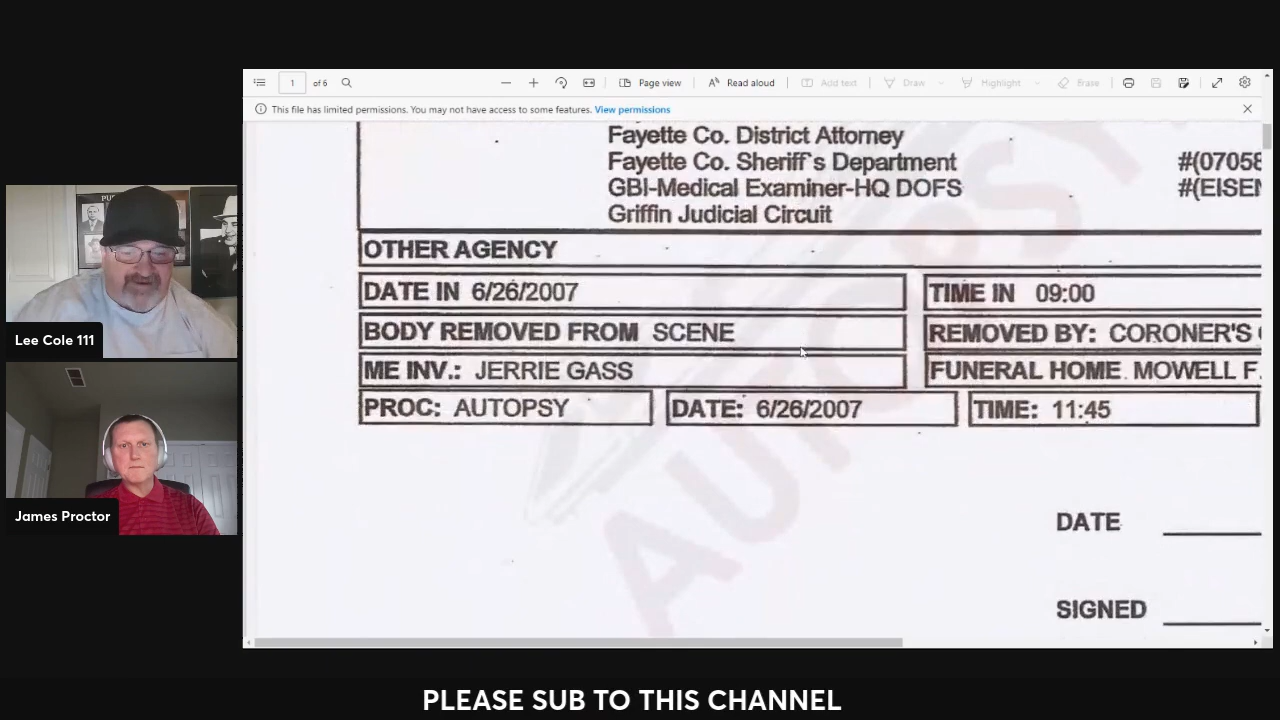 1 of 6 Page view Read aloud Add text Draw Highlight Erase
This file has limited permissions. You may not have access to some features. View permissions
Fayette Co. District Attorney
Fayette Co. Sheriff's Department #(07058
GBI-Medical Examiner-HQ DOFS #(EISEN
Griffin Judicial Circuit
OTHER AGENCY
DATE IN 6/26/2007 TIME IN 09:00
BODY REMOVED FROM SCENE REMOVED BY: CORONER'S
ME INV.: JERRIE GASS FUNERAL HOME MOWELL F.
PROC: AUTOPSY DATE: 6/26/2007 TIME: 11:45
DATE
SIGNED
AUTOPSY
Lee Cole 111
James Proctor
PLEASE SUB TO THIS CHANNEL